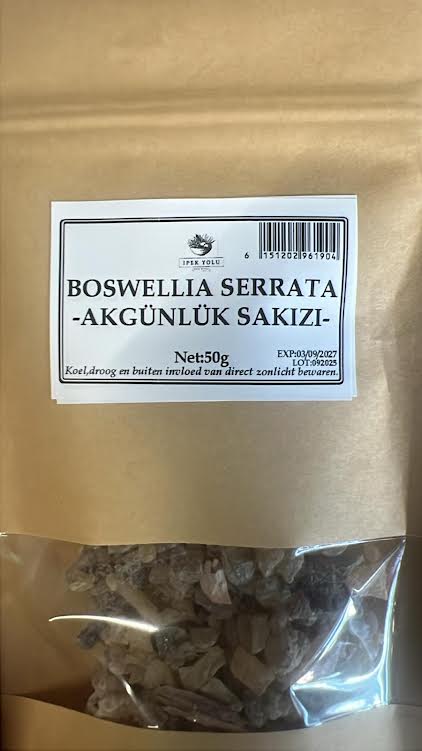 IPEK YOLU
6 151202 961904
BOSWELLIA SERRATA
-AKGÜNLÜK SAKIZI-
Net:50g
EXP:03/09/2027
LOT:092025
Koel,droog en buiten invloed van direct zonlicht bewaren.